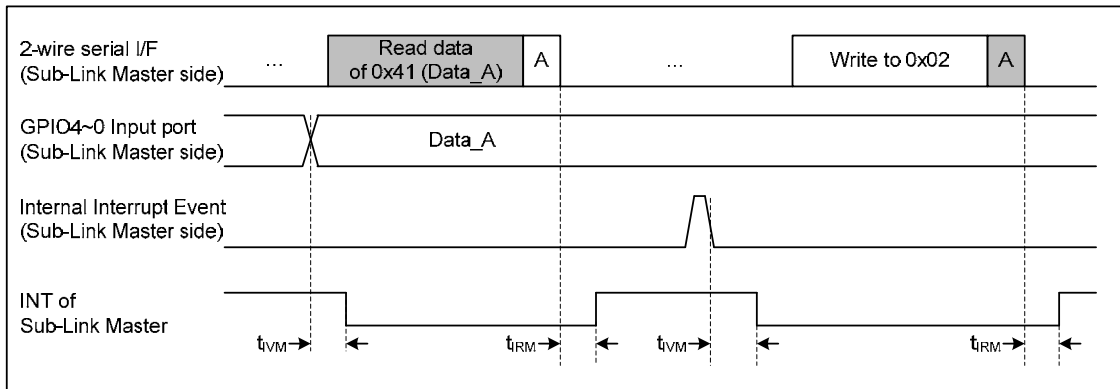 2-wire serial I/F
(Sub-Link Master side)
...
Read data
of 0x41 (Data_A)
A
...
Write to 0x02
A
GPIO4~0 Input port
(Sub-Link Master side)
Data_A
Internal Interrupt Event
(Sub-Link Master side)
INT of
Sub-Link Master
tIVM
tIRM
tIVM
tIRM